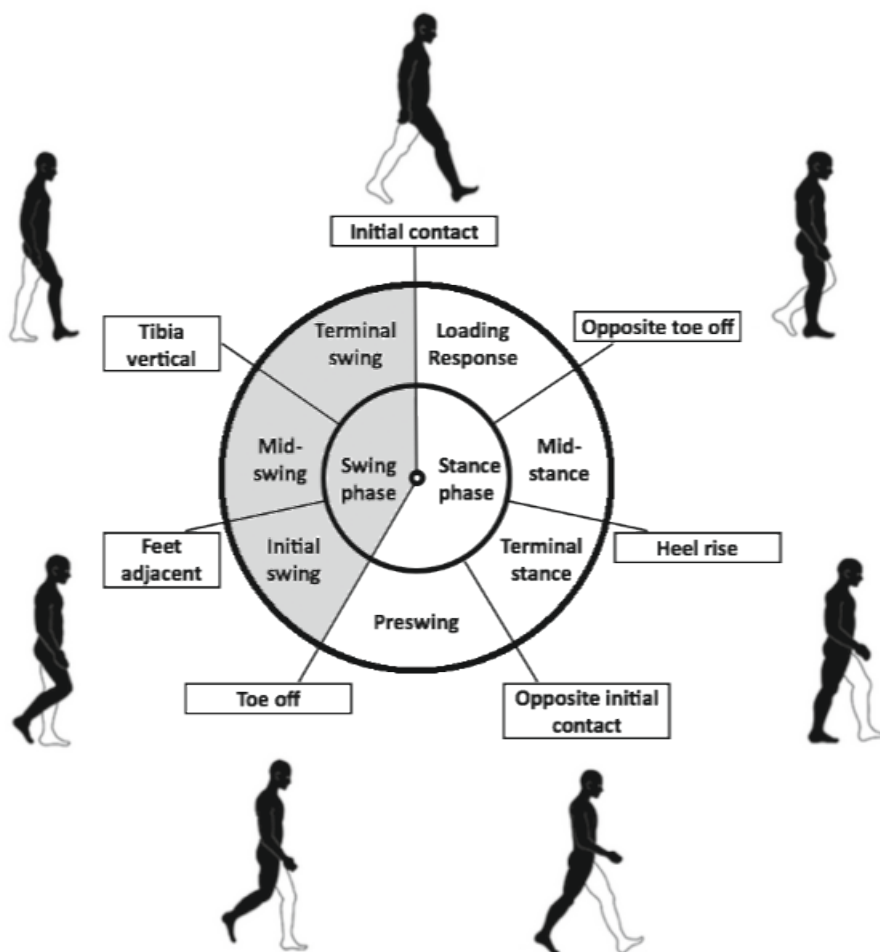 Initial contact
Tibia
vertical
Terminal
swing
Loading
Response
Opposite toe off
Mid-
swing
Swing
phase
Stance
phase
Mid-
stance
Feet
adjacent
Initial
swing
Terminal
stance
Heel rise
Preswing
Toe off
Opposite initial
contact